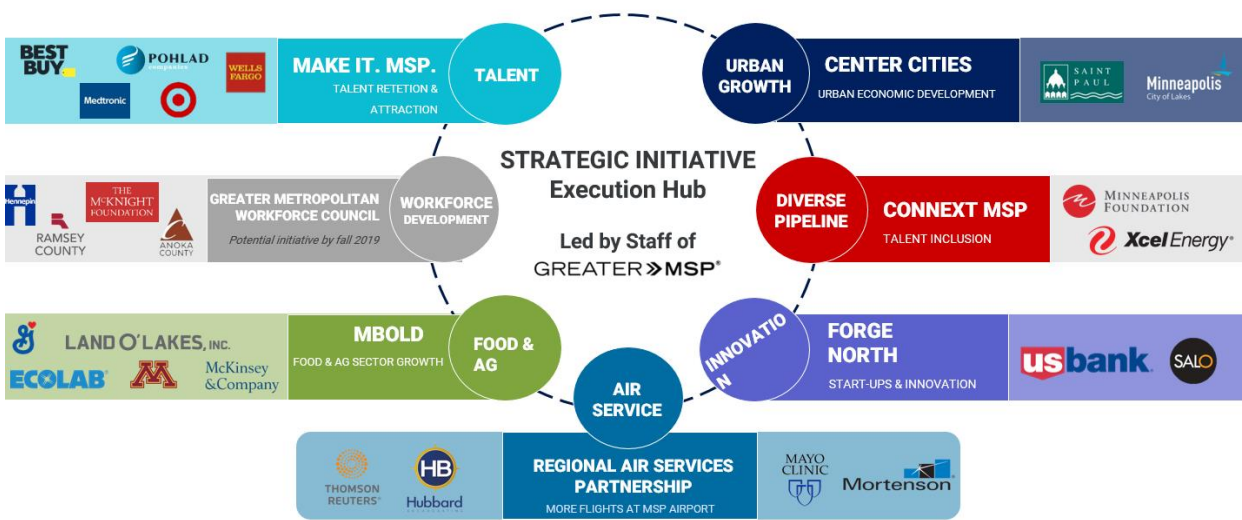 BEST
BUY
POHLAD
companies
WELLS
FARGO
Medtronic
MAKE IT. MSP.
TALENT RETETION &
ATTRACTION
TALENT
URBAN
GROWTH
CENTER CITIES
URBAN ECONOMIC DEVELOPMENT
SAINT
PAUL
Minneapolis
City of Lakes
STRATEGIC INITIATIVE
Execution Hub
Led by Staff of
GREATER»MSP®
Hennepin
THE
McKNIGHT
FOUNDATION
RAMSEY
COUNTY
ANOKA
COUNTY
GREATER METROPOLITAN
WORKFORCE COUNCIL
Potential initiative by fall 2019
WORKFORCE
DEVELOPMENT
DIVERSE
PIPELINE
CONNEXT MSP
TALENT INCLUSION
MINNEAPOLIS
FOUNDATION
Xcel Energy®
G
LAND O'LAKES, INC.
ECOLAB®
M
McKinsey
&Company
MBOLD
FOOD & AG SECTOR GROWTH
FOOD &
AG
INNOVATIO
N
FORGE
NORTH
START-UPS & INNOVATION
usbank
SALO
AIR
SERVICE
THOMSON
REUTERS®
HB
Hubbard
REGIONAL AIR SERVICES
PARTNERSHIP
MORE FLIGHTS AT MSP AIRPORT
MAYO
CLINIC
Mortenson